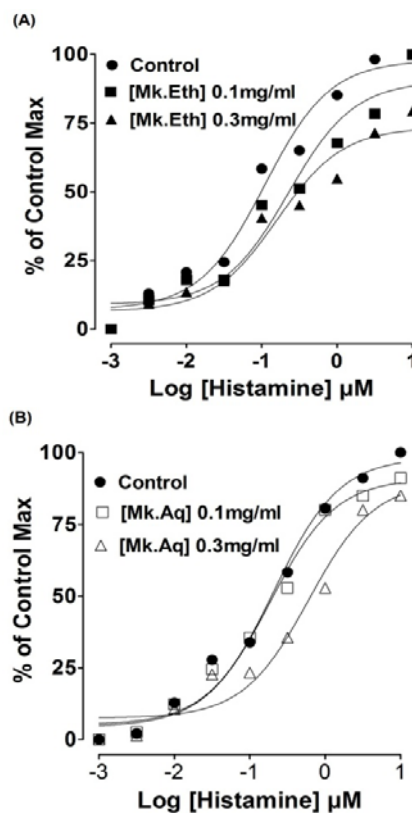 (A)
100
75
50
25
0
% of Control Max
● Control
■ [Mk.Eth] 0.1mg/ml
▲ [Mk.Eth] 0.3mg/ml
-3 -2 -1 0 1
Log [Histamine] µM
(B)
100
75
50
25
0
% of Control Max
● Control
□ [Mk.Aq] 0.1mg/ml
△ [Mk.Aq] 0.3mg/ml
-3 -2 -1 0 1
Log [Histamine] µM